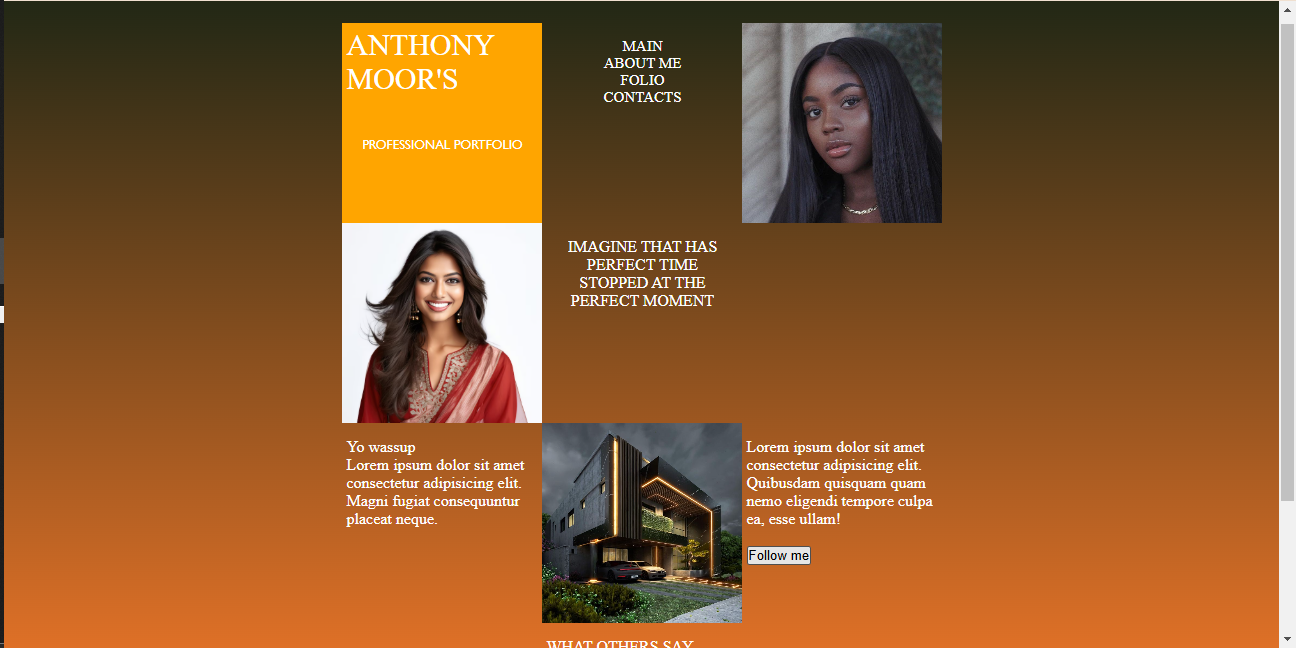 ANTHONY
MOOR'S
PROFESSIONAL PORTFOLIO
MAIN
ABOUT ME
FOLIO
CONTACTS
IMAGINE THAT HAS
PERFECT TIME
STOPPED AT THE
PERFECT MOMENT
Yo wassup
Lorem ipsum dolor sit amet
consectetur adipisicing elit.
Magni fugiat consequuntur
placeat neque.
Lorem ipsum dolor sit amet
consectetur adipisicing elit.
Quibusdam quisquam quam
nemo eligendi tempore culpa
ea, esse ullam!
Follow me
WHAT OTHERS SAY